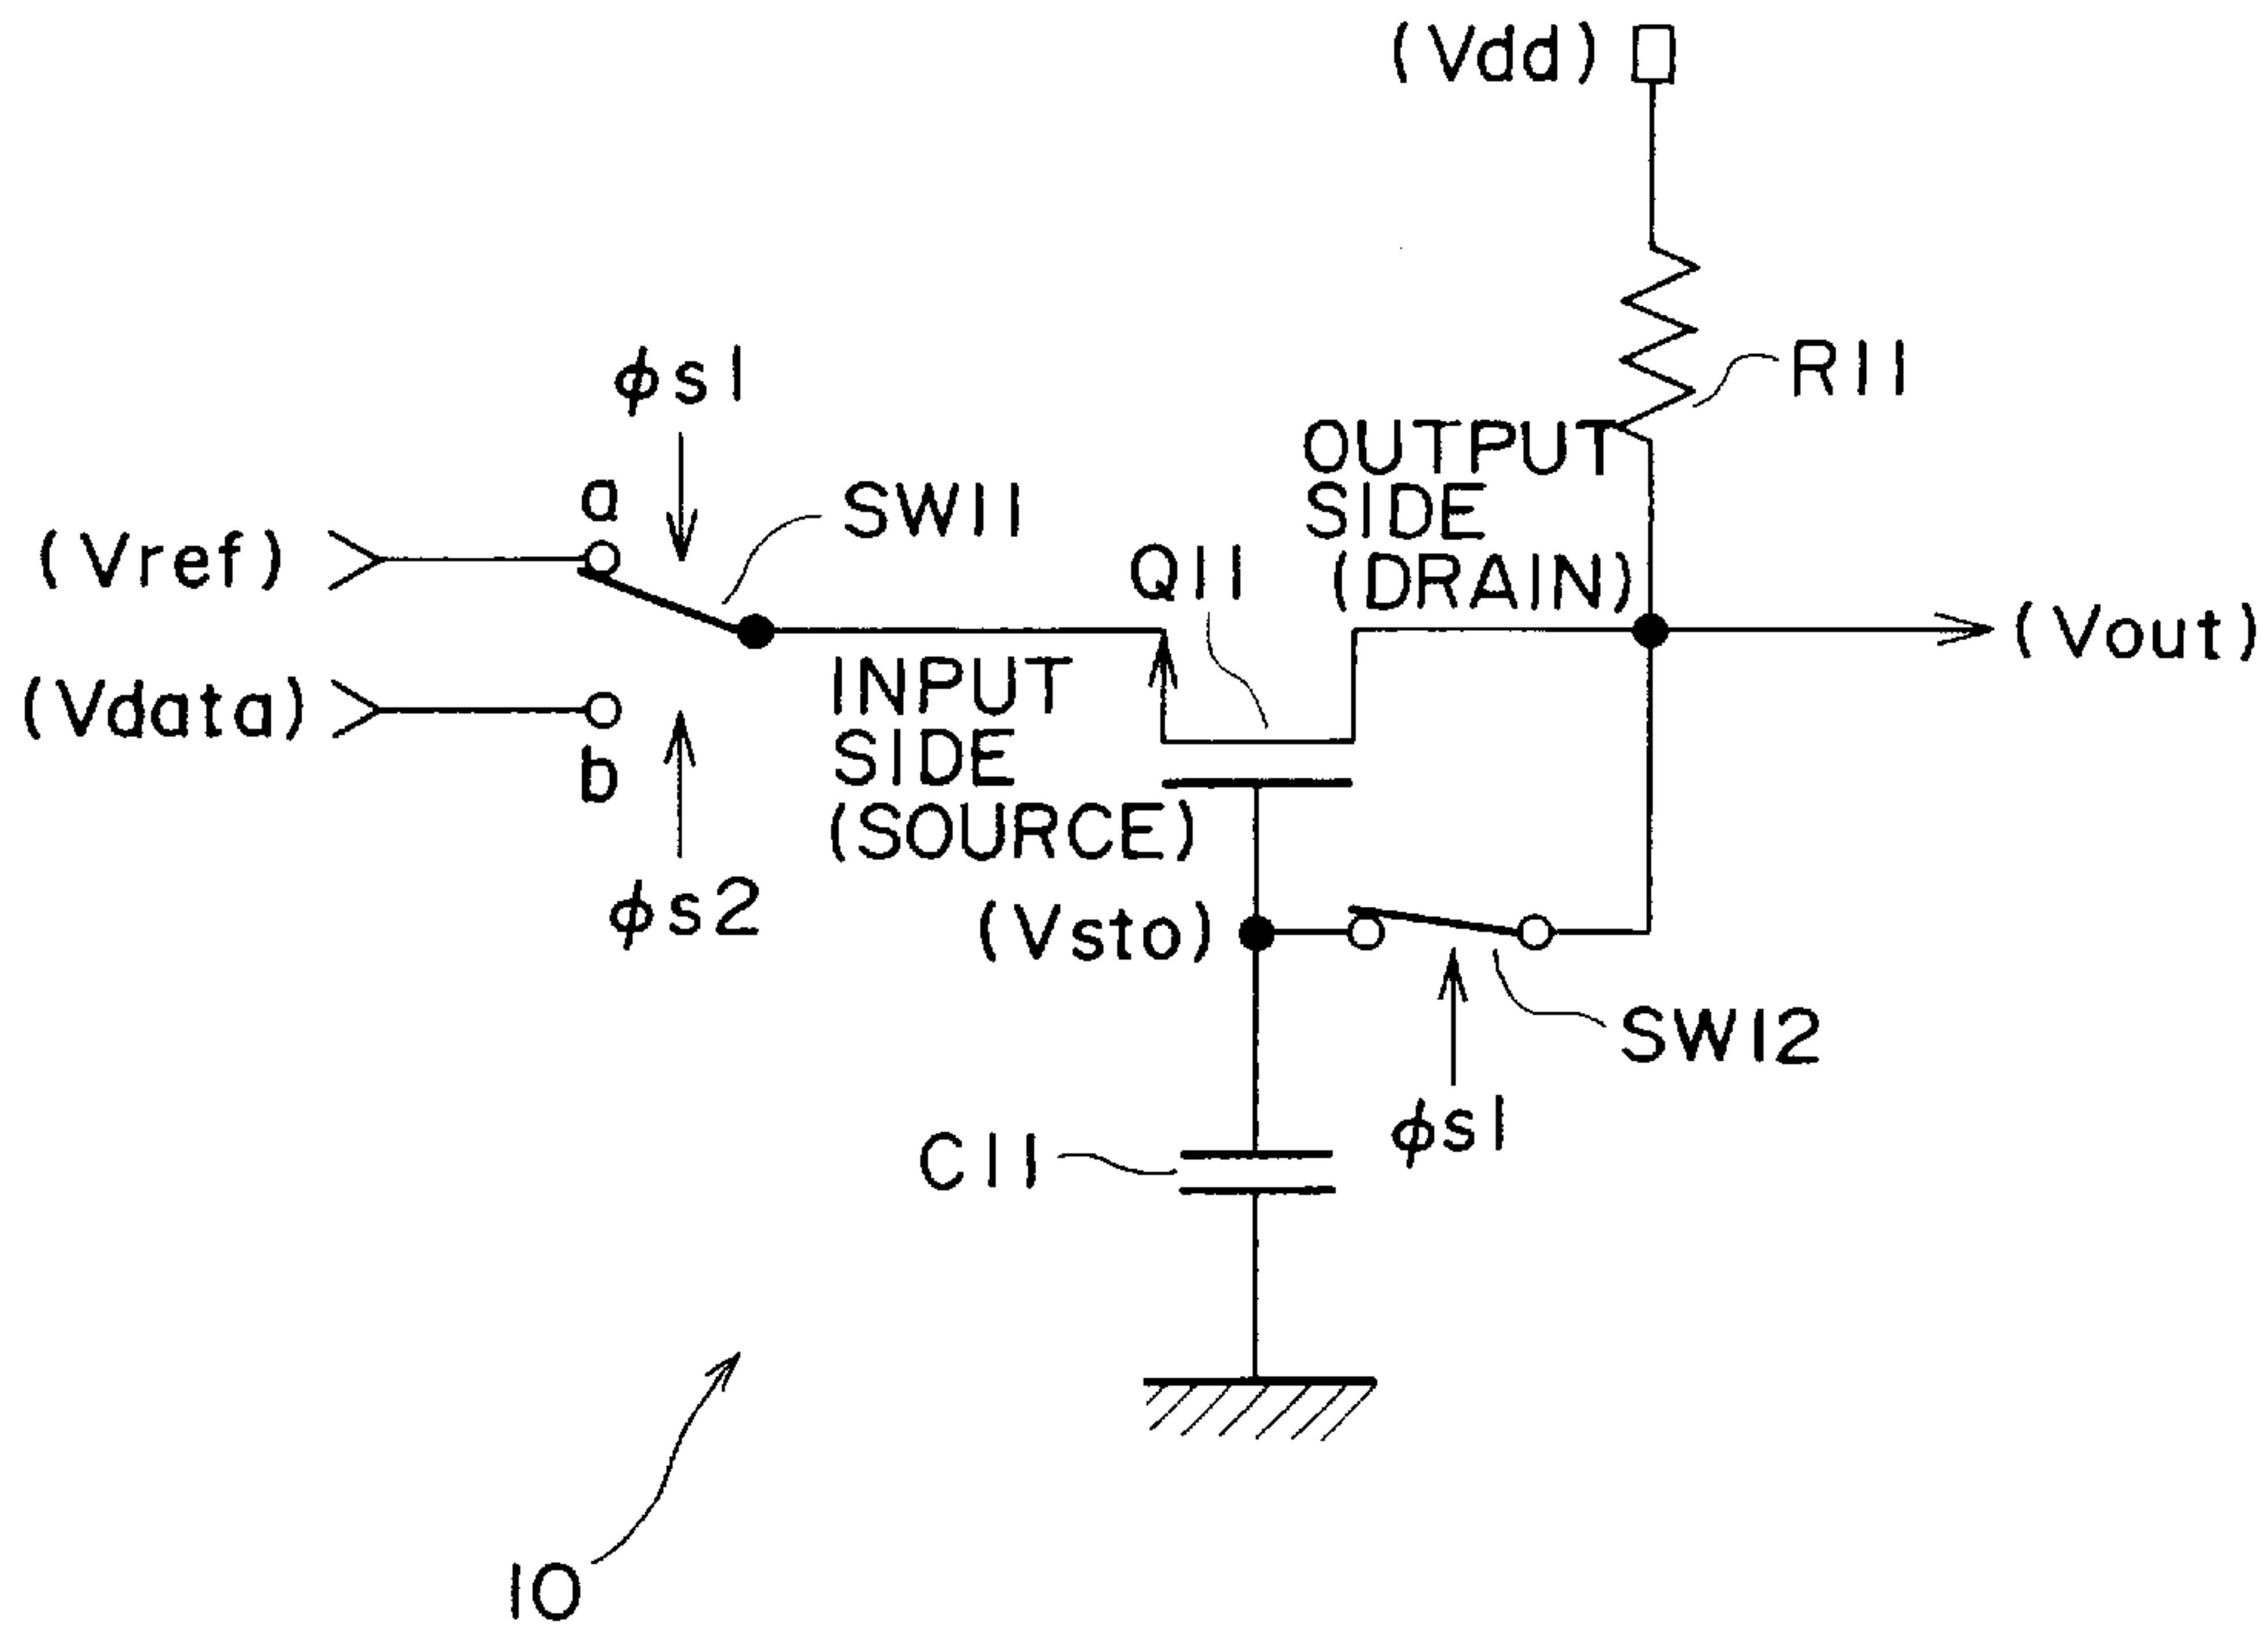 (Vdd)
R11
φs1
a
SW11
OUTPUT
SIDE
(DRAIN)
(Vref)
Q11
(Vout)
(Vdata)
b
INPUT
SIDE
(SOURCE)
φs2
(Vsto)
SW12
φs1
C11
10